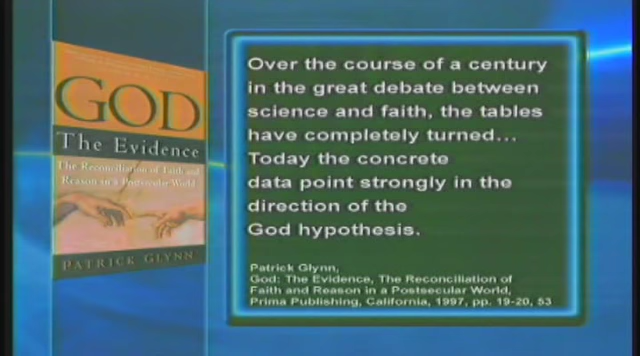 GOD
The Evidence
The Reconciliation of Faith and
Reason in a Postsecular World
PATRICK GLYNN
Over the course of a century
in the great debate between
science and faith, the tables
have completely turned...
Today the concrete
data point strongly in the
direction of the
God hypothesis.
Patrick Glynn,
God: The Evidence, The Reconciliation of
Faith and Reason in a Postsecular World,
Prima Publishing, California, 1997, pp. 19-20, 53